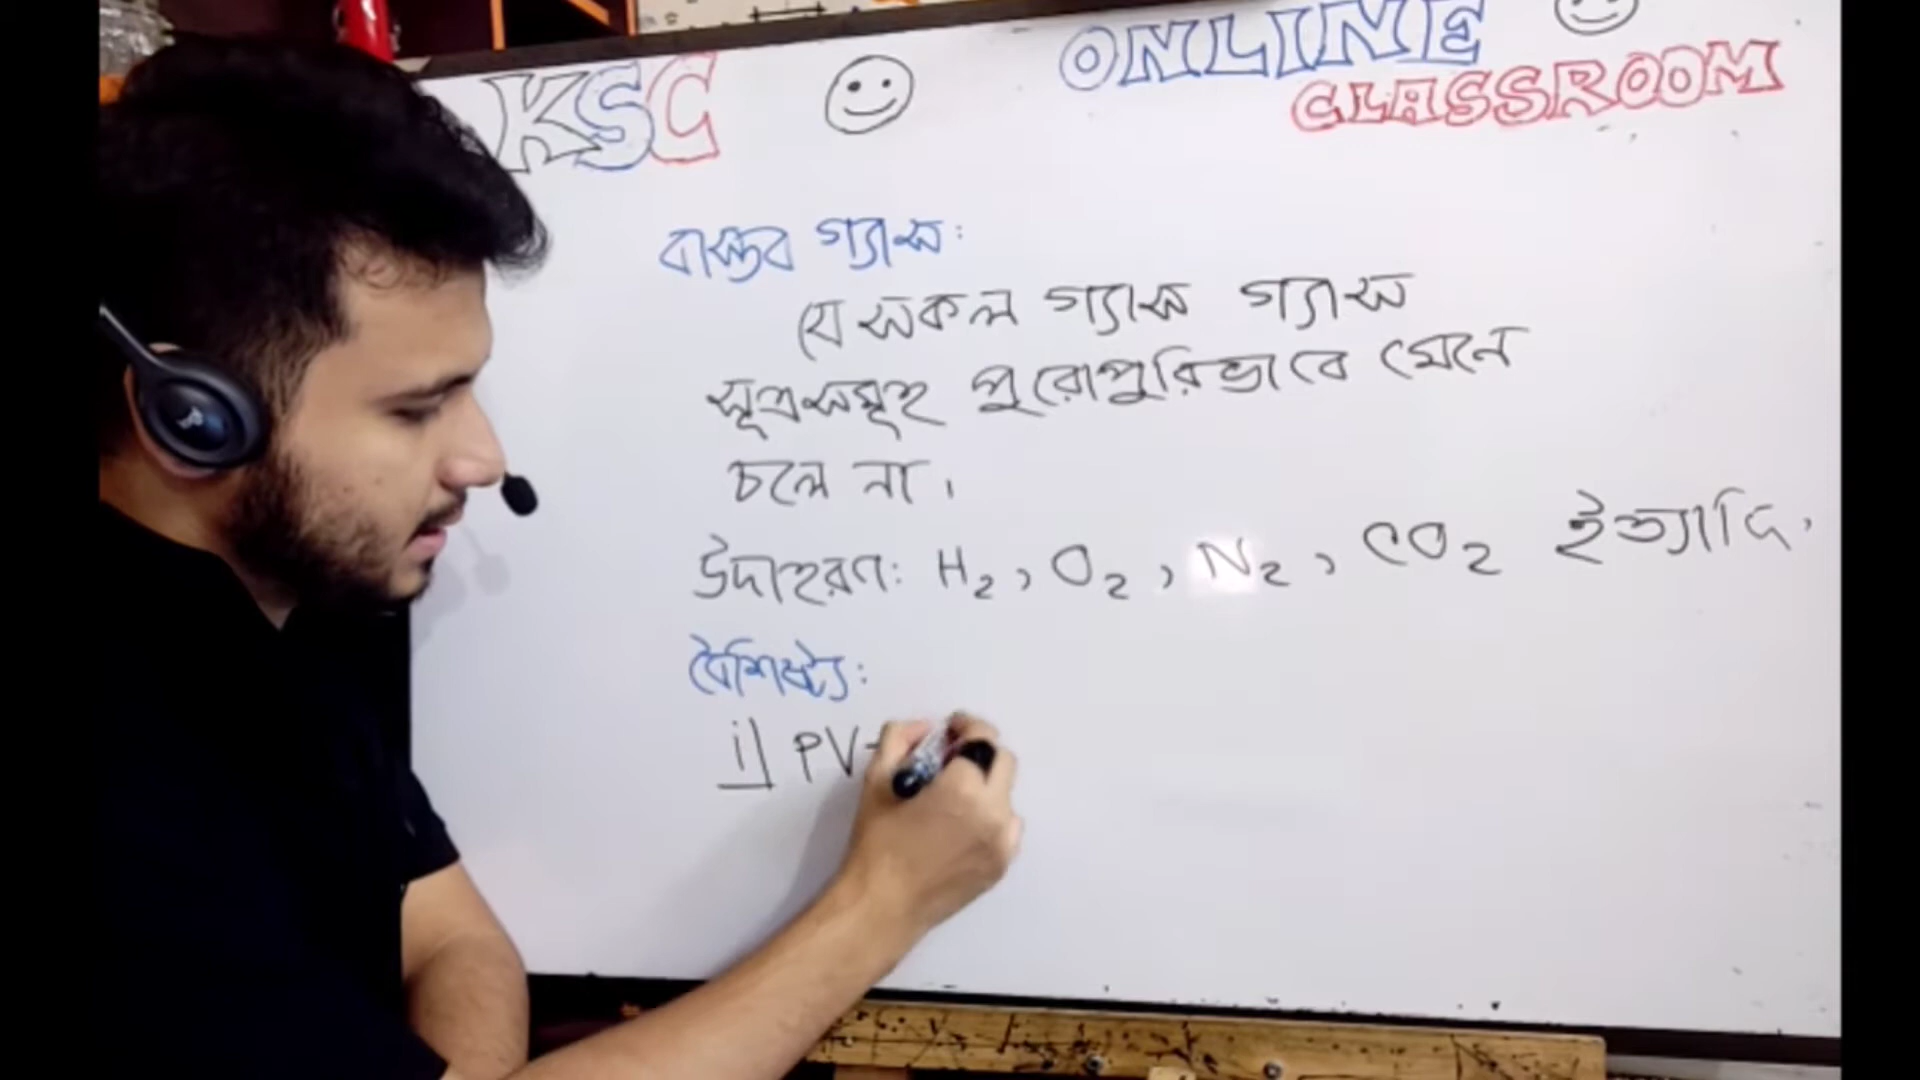 KSC
ONLINE
CLASSROOM
বাস্তব গ্যাস:
যে সকল গ্যাস গ্যাস
সূত্রসমূহ পুরোপুরিভাবে মেনে
চলে না।
উদাহরণ: H₂, O₂, N₂, CO₂ ইত্যাদি,
বৈশিষ্ট্য:
i] PV